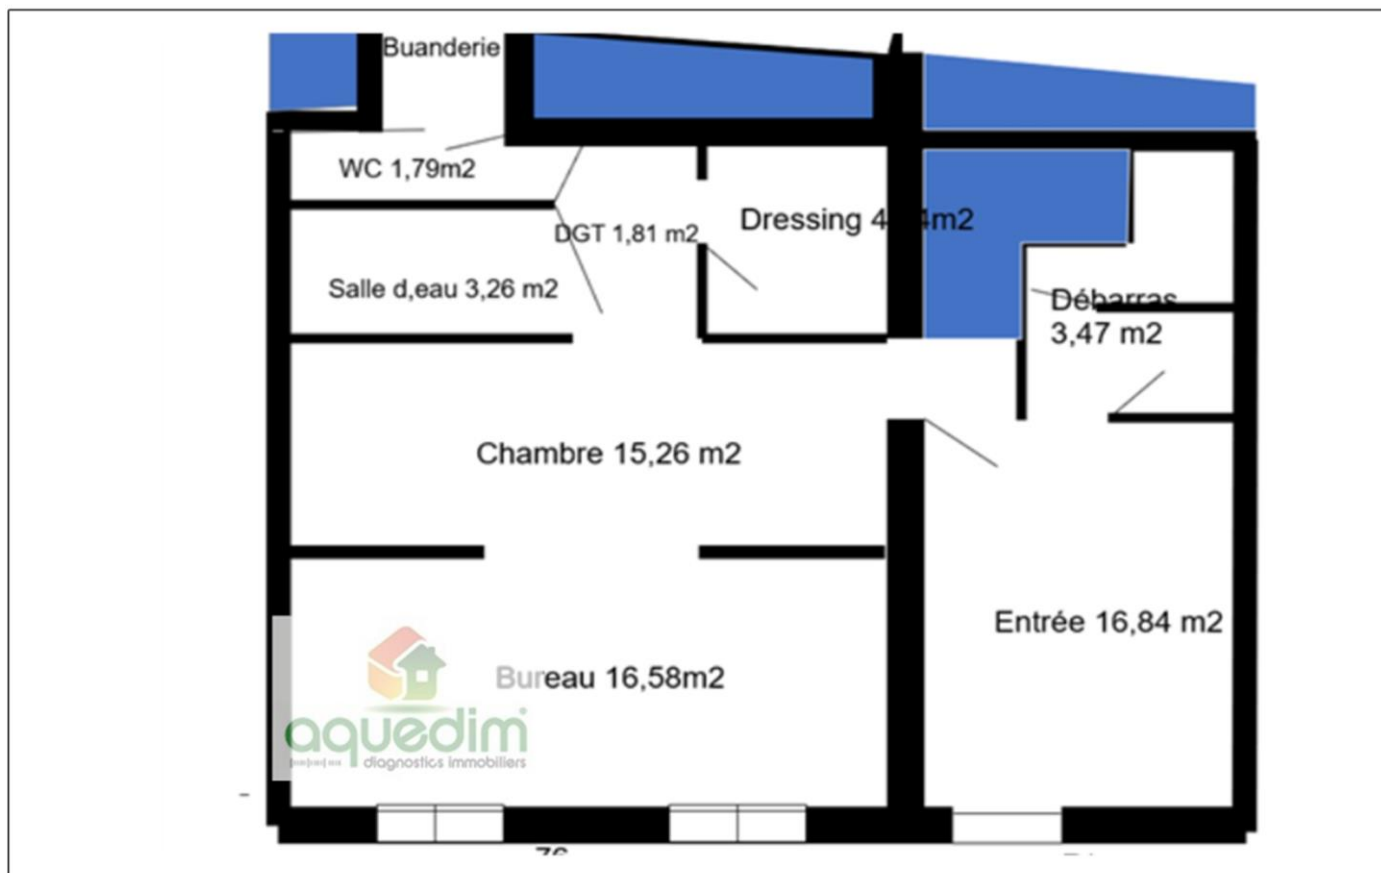 Buanderie
WC 1,79m2
DGT 1,81 m2
Dressing
Salle d,eau 3,26 m2
Débarras
3,47 m2
Chambre 15,26 m2
Entrée 16,84 m2
Bureau 16,58m2
aquedim
diagnostics immobiliers